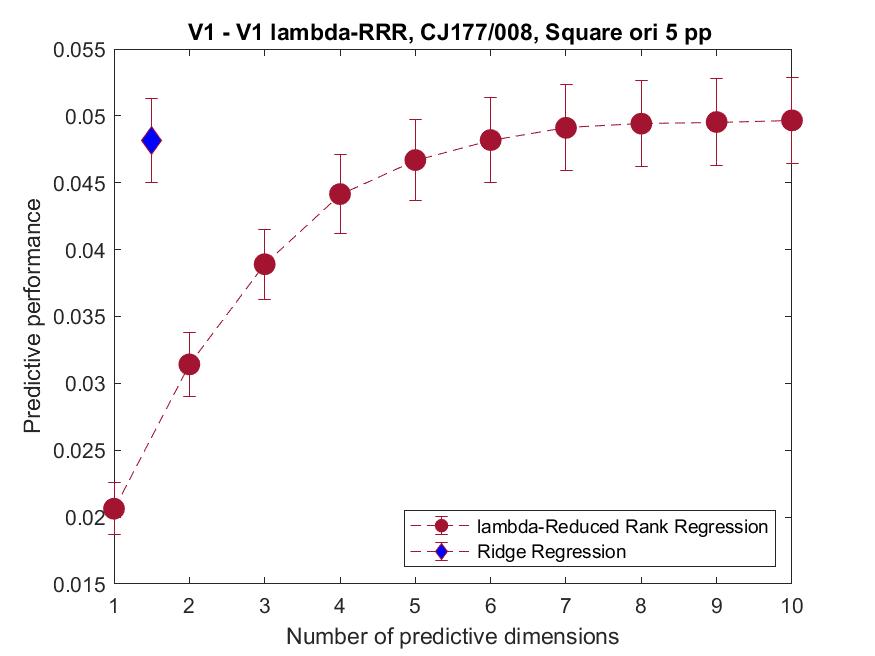 V1 - V1 lambda-RRR, CJ177/008, Square ori 5 pp
0.055
0.05
0.045
0.04
0.035
0.03
0.025
0.02
0.015
Predictive performance
lambda-Reduced Rank Regression
Ridge Regression
1 2 3 4 5 6 7 8 9 10
Number of predictive dimensions